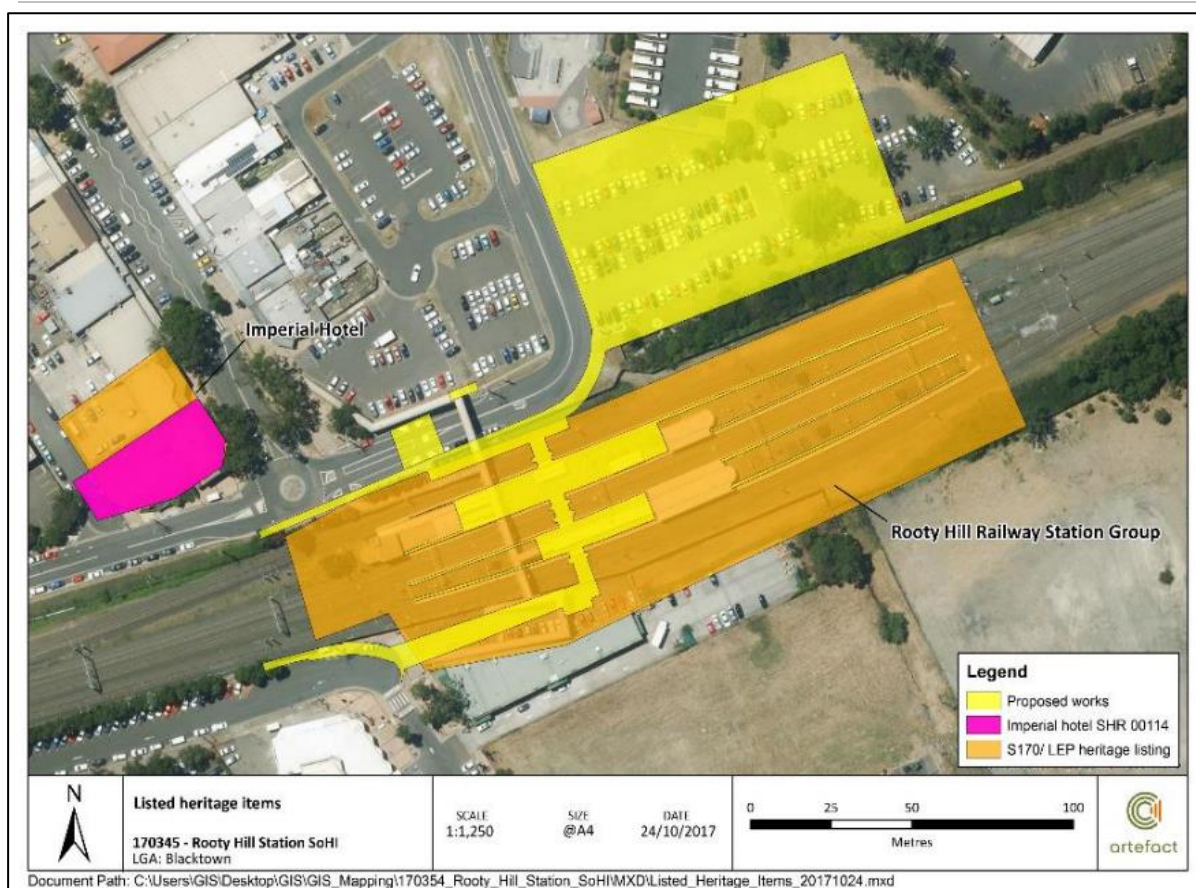 Imperial Hotel
Rooty Hill Railway Station Group
Legend
Proposed works
Imperial hotel SHR 00114
S170/ LEP heritage listing
N
Listed heritage items
170345 - Rooty Hill Station SoHI
LGA: Blacktown
SCALE
1:1,250
SIZE
@A4
DATE
24/10/2017
0 25 50 100
Metres
artefact
Document Path: C:\Users\GIS\Desktop\GIS\GIS_Mapping\170354_Rooty_Hill_Station_SoHI\MXD\Listed_Heritage_Items_20171024.mxd